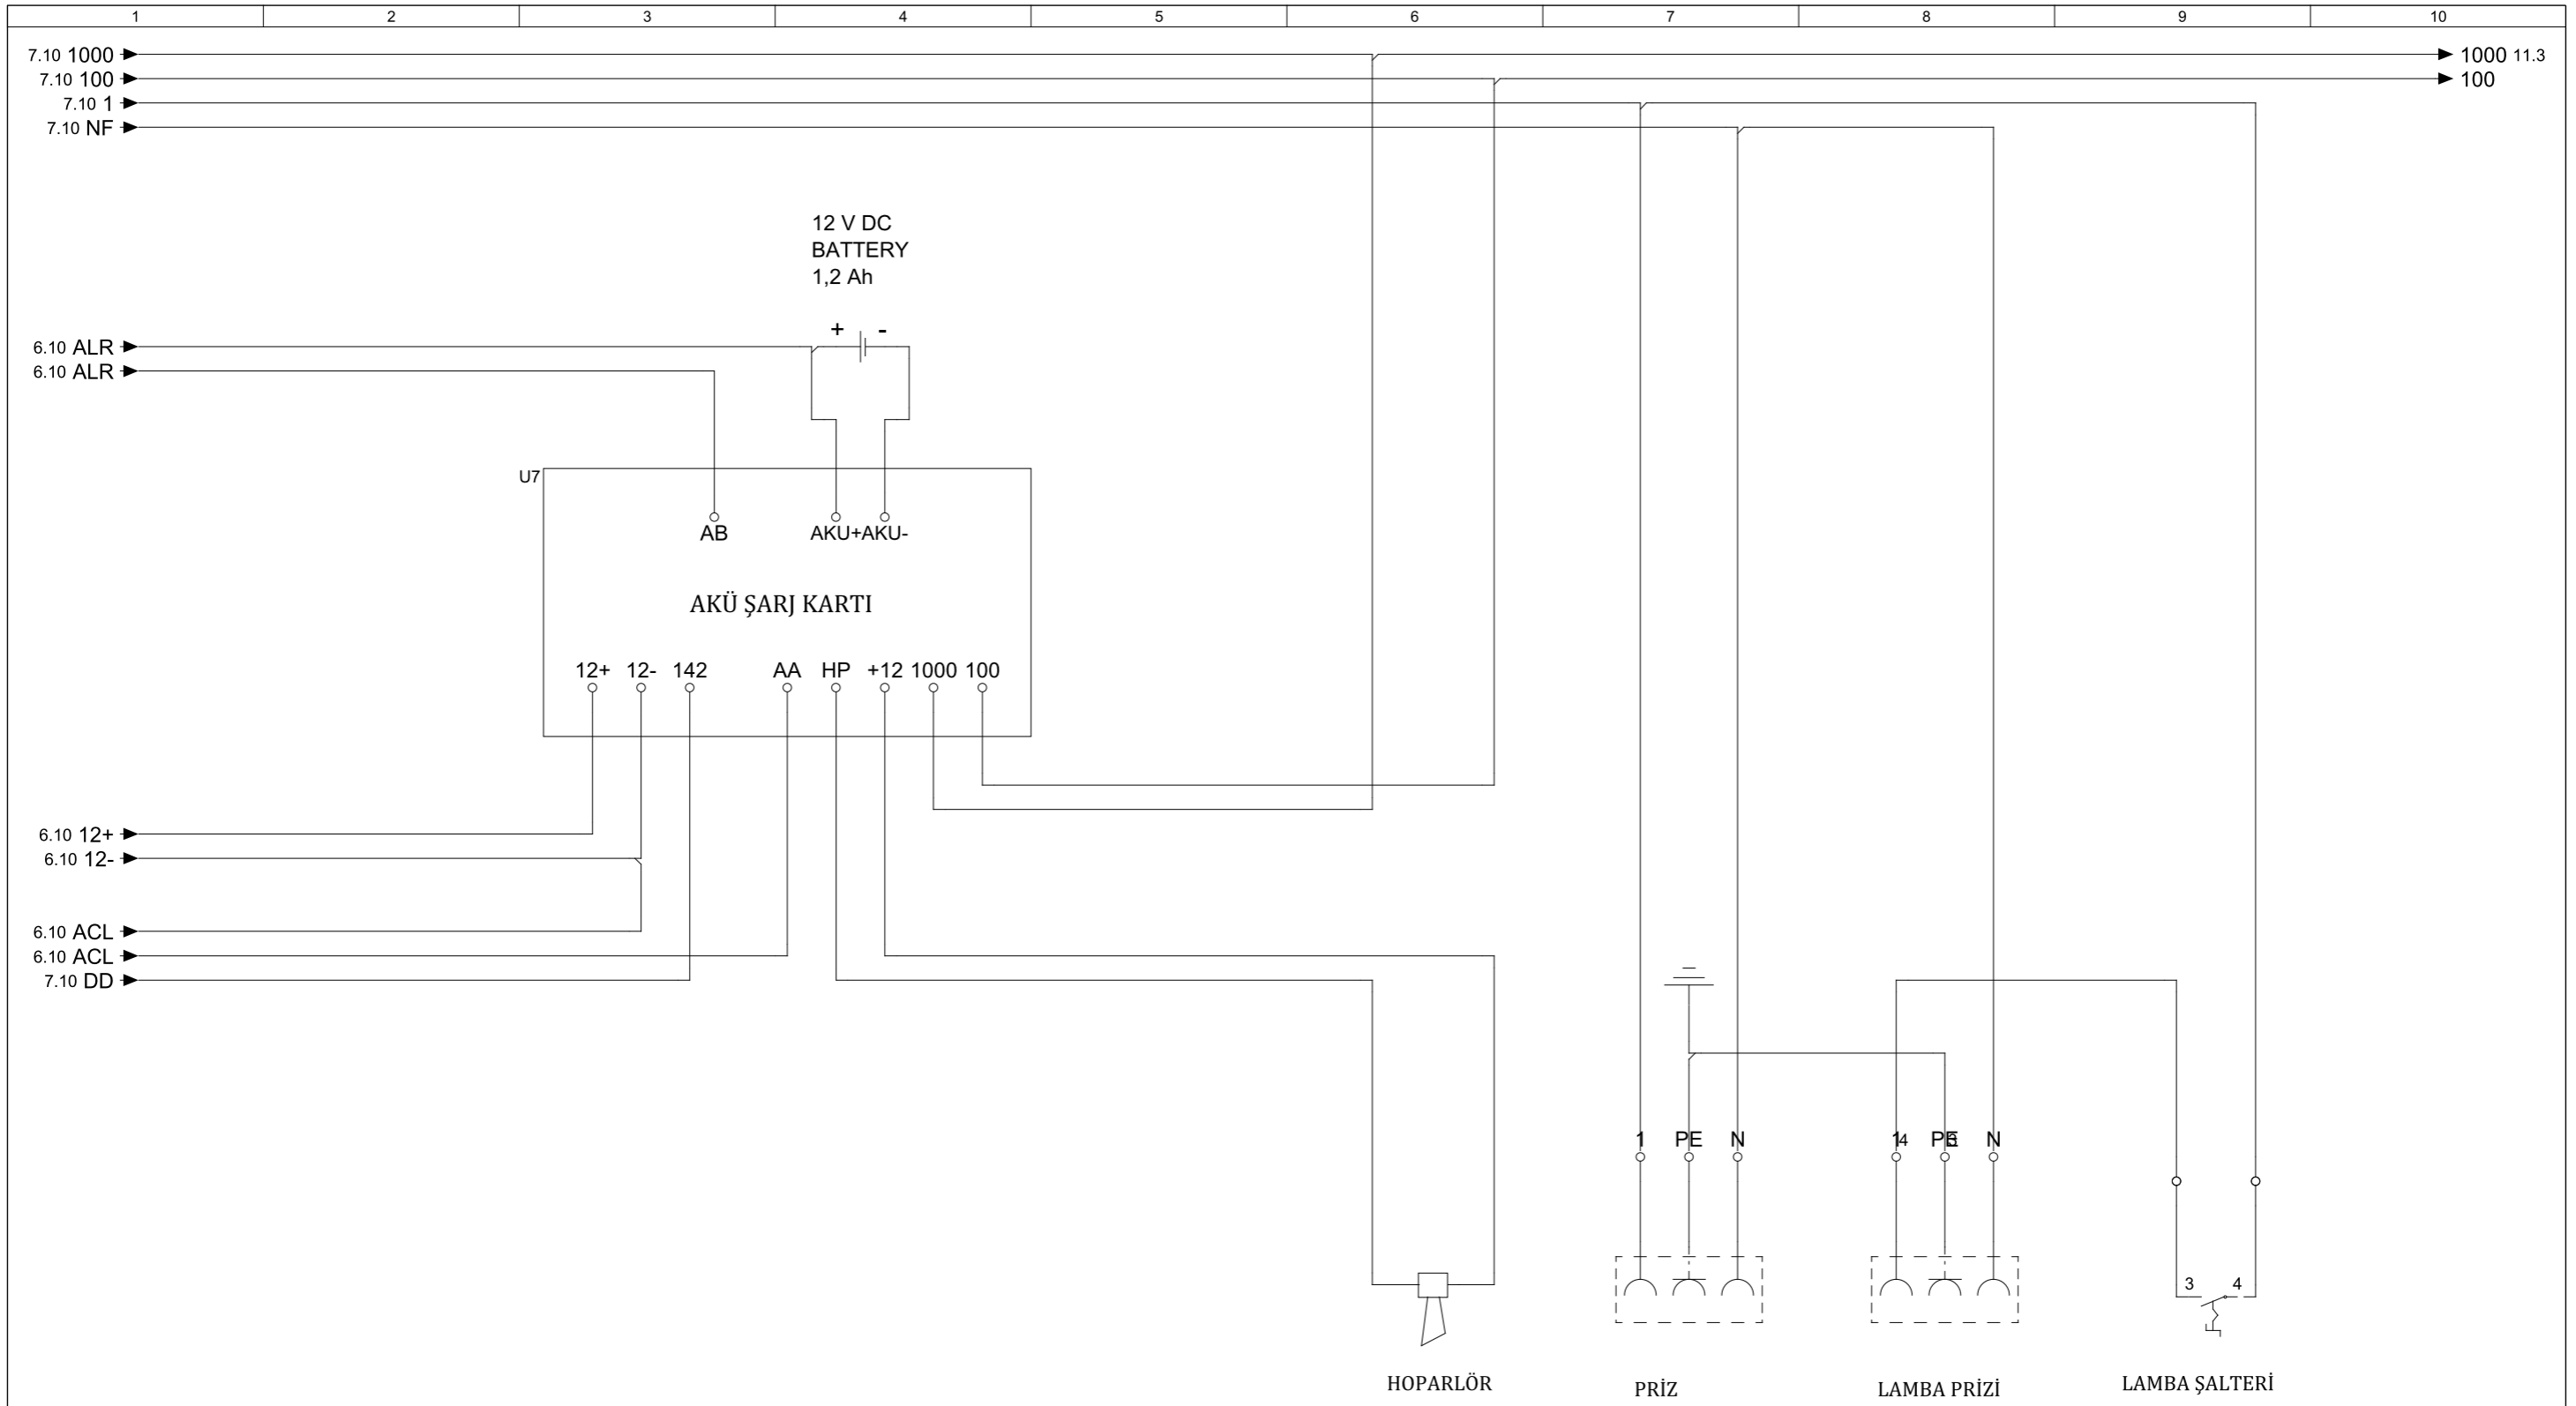 1 2 3 4 5 6 7 8 9 10
7.10 1000 1000 11.3
7.10 100 100
7.10 1
7.10 NF
12 V DC
BATTERY
1,2 Ah
+ -
6.10 ALR
6.10 ALR
U7
AB AKU+ AKU-
AKÜ ŞARJ KARTI
12+ 12- 142 AA HP +12 1000 100
6.10 12+
6.10 12-
6.10 ACL
6.10 ACL
7.10 DD
1 PE N 1 4 PE 3 N
3 4
HOPARLÖR PRİZ LAMBA PRİZİ LAMBA ŞALTERİ